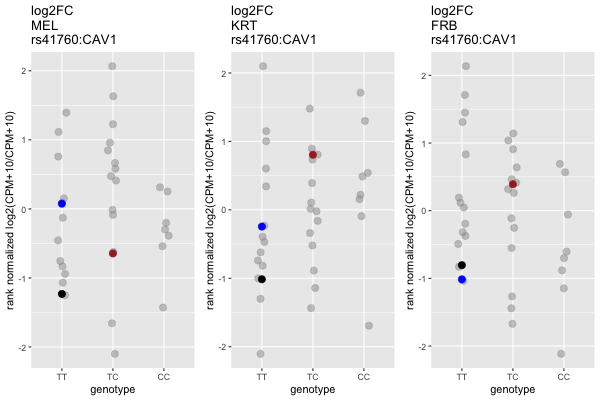 log2FC
MEL
rs41760:CAV1
rank normalized log2(CPM+10/CPM+10)
2
1
0
-1
-2
TT
TC
CC
genotype
log2FC
KRT
rs41760:CAV1
rank normalized log2(CPM+10/CPM+10)
2
1
0
-1
-2
TT
TC
CC
genotype
log2FC
FRB
rs41760:CAV1
rank normalized log2(CPM+10/CPM+10)
2
1
0
-1
-2
TT
TC
CC
genotype